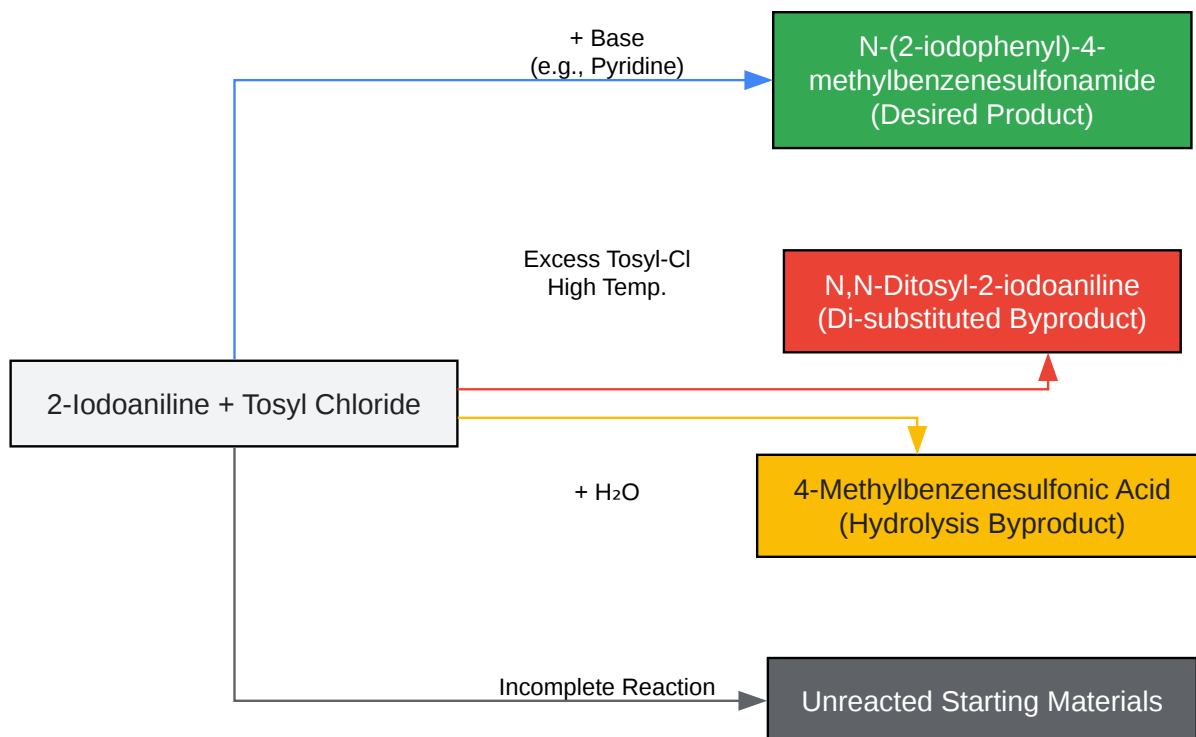 + Base
(e.g., Pyridine)
N-(2-iodophenyl)-4-
methylbenzenesulfonamide
(Desired Product)
Excess Tosyl-Cl
High Temp.
N,N-Ditosyl-2-iodoaniline
(Di-substituted Byproduct)
2-Iodoaniline + Tosyl Chloride
+ H₂O
4-Methylbenzenesulfonic Acid
(Hydrolysis Byproduct)
Incomplete Reaction
Unreacted Starting Materials